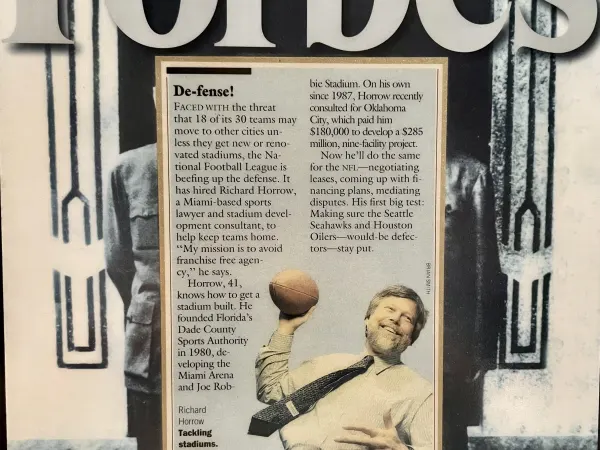 Forbes
De-fense!
FACED WITH the threat
that 18 of its 30 teams may
move to other cities un-
less they get new or reno-
vated stadiums, the Na-
tional Football League is
beefing up the defense. It
has hired Richard Horrow,
a Miami-based sports
lawyer and stadium devel-
opment consultant, to
help keep teams home.
“My mission is to avoid
franchise free agen-
cy,” he says.
Horrow, 41,
knows how to get a
stadium built. He
founded Florida’s
Dade County
Sports Authority
in 1980, de-
veloping the
Miami Arena
and Joe Rob-
bie Stadium. On his own
since 1987, Horrow recently
consulted for Oklahoma
City, which paid him
$180,000 to develop a $285
million, nine-facility project.
Now he’ll do the same
for the NFL—negotiating
leases, coming up with fi-
nancing plans, mediating
disputes. His first big test:
Making sure the Seattle
Seahawks and Houston
Oilers—would-be defec-
tors—stay put.
BRIAN SMITH
Richard
Horrow
Tackling
stadiums.